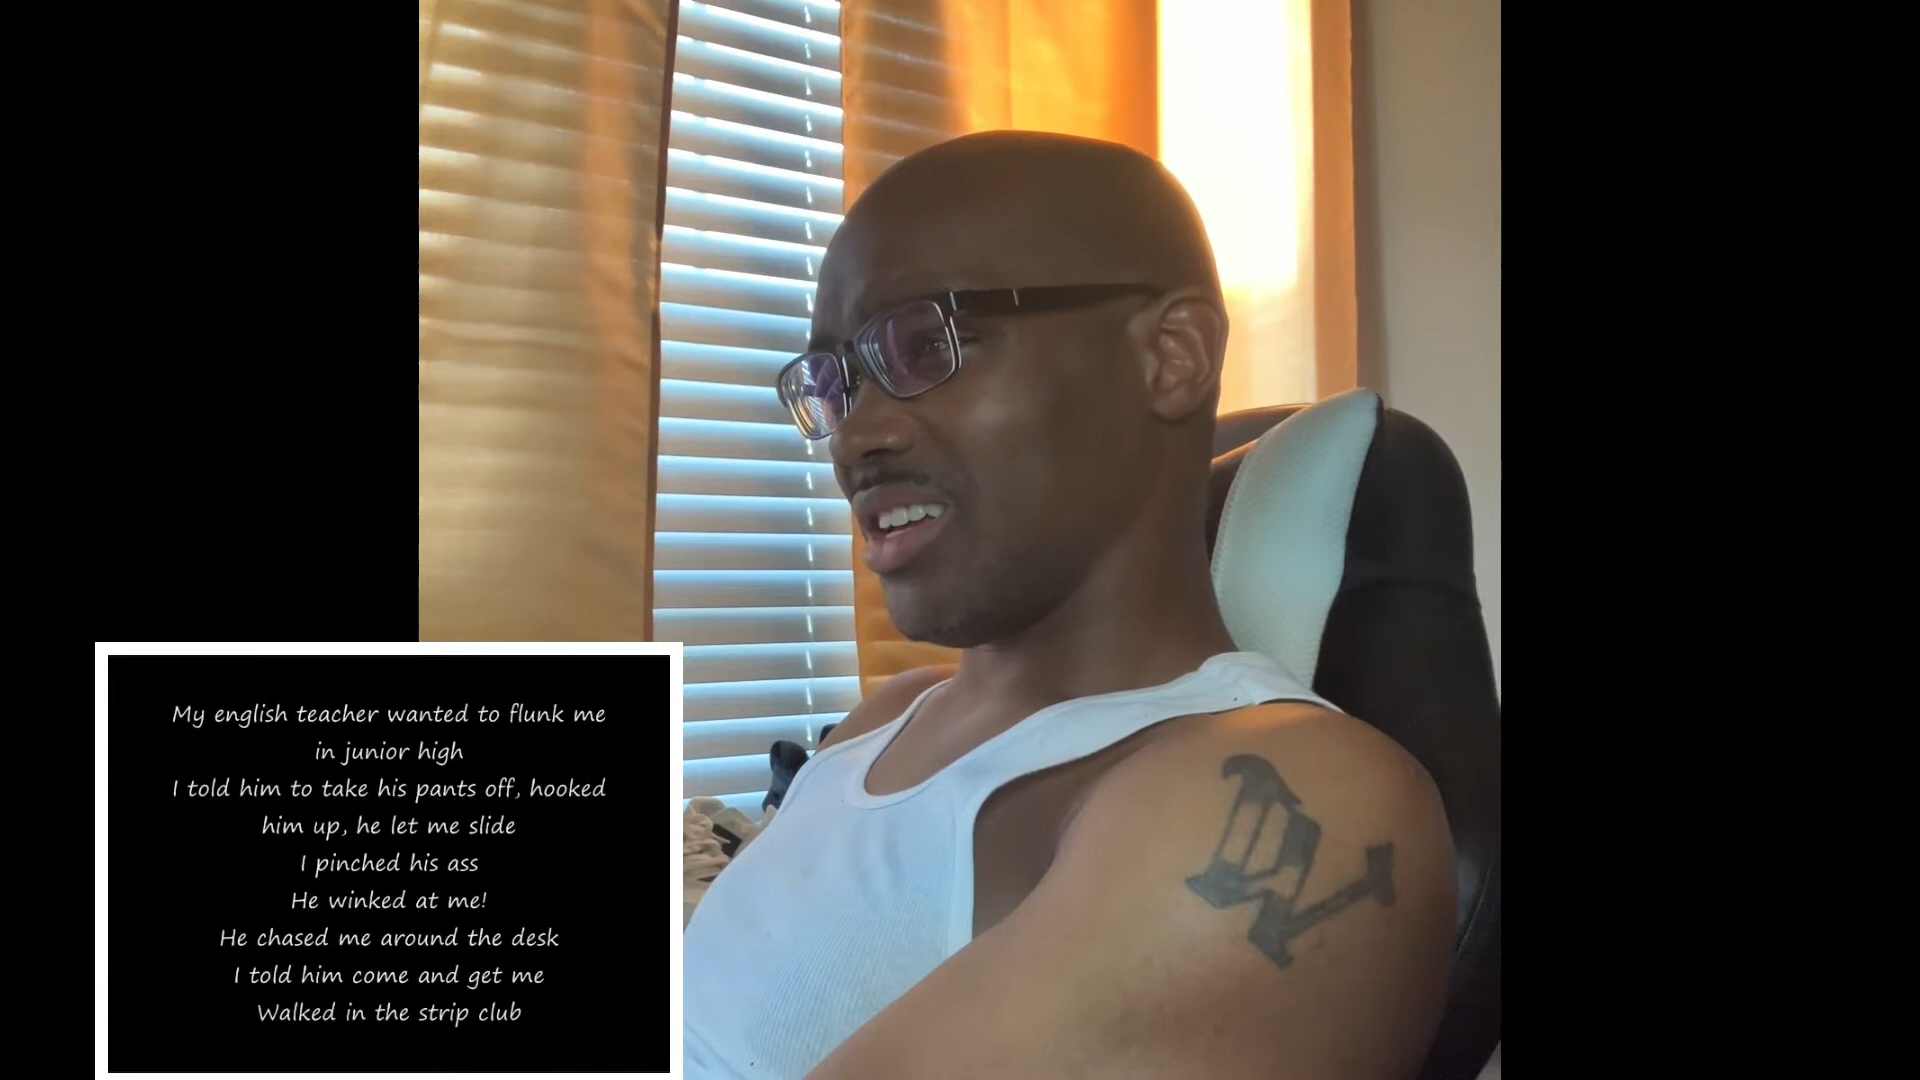 My english teacher wanted to flunk me
in junior high
I told him to take his pants off, hooked
him up, he let me slide
I pinched his ass
He winked at me!
He chased me around the desk
I told him come and get me
Walked in the strip club